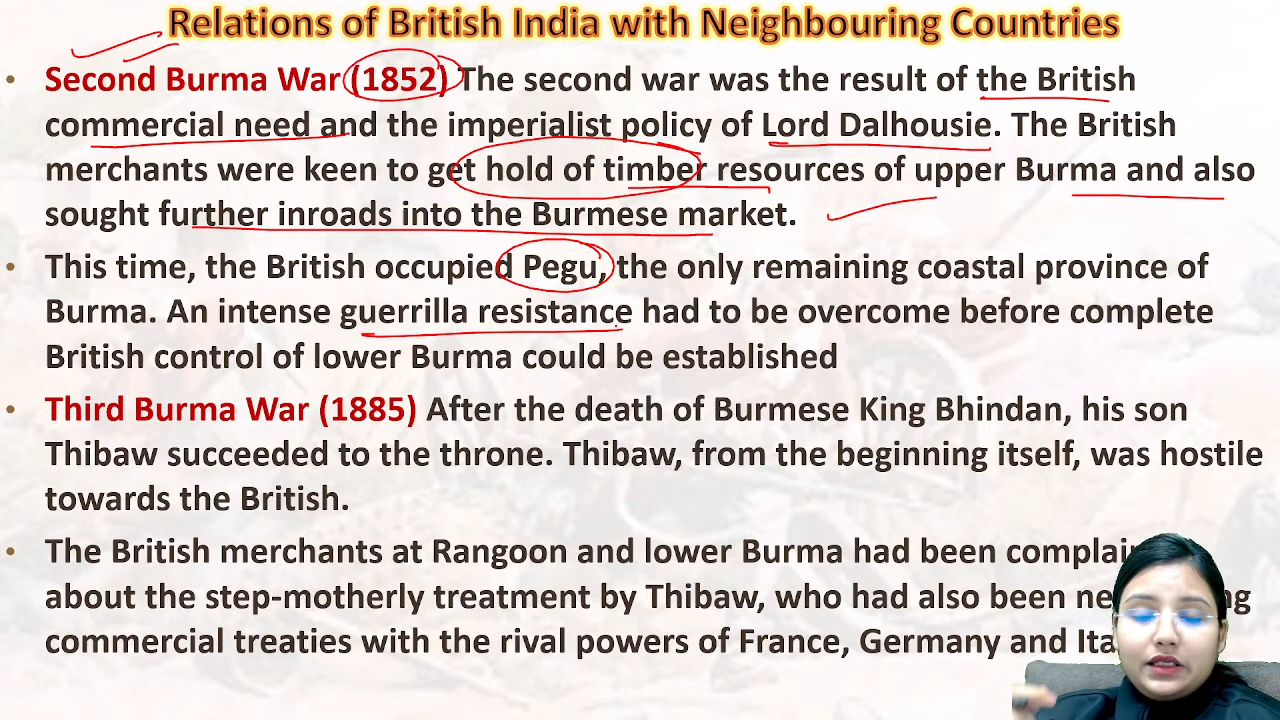 Relations of British India with Neighbouring Countries
• Second Burma War (1852) The second war was the result of the British
commercial need and the imperialist policy of Lord Dalhousie. The British
merchants were keen to get hold of timber resources of upper Burma and also
sought further inroads into the Burmese market.
• This time, the British occupied Pegu, the only remaining coastal province of
Burma. An intense guerrilla resistance had to be overcome before complete
British control of lower Burma could be established
• Third Burma War (1885) After the death of Burmese King Bhindan, his son
Thibaw succeeded to the throne. Thibaw, from the beginning itself, was hostile
towards the British.
• The British merchants at Rangoon and lower Burma had been
about the step-motherly treatment by Thibaw, who had also been
commercial treaties with the rival powers of France, Germany and